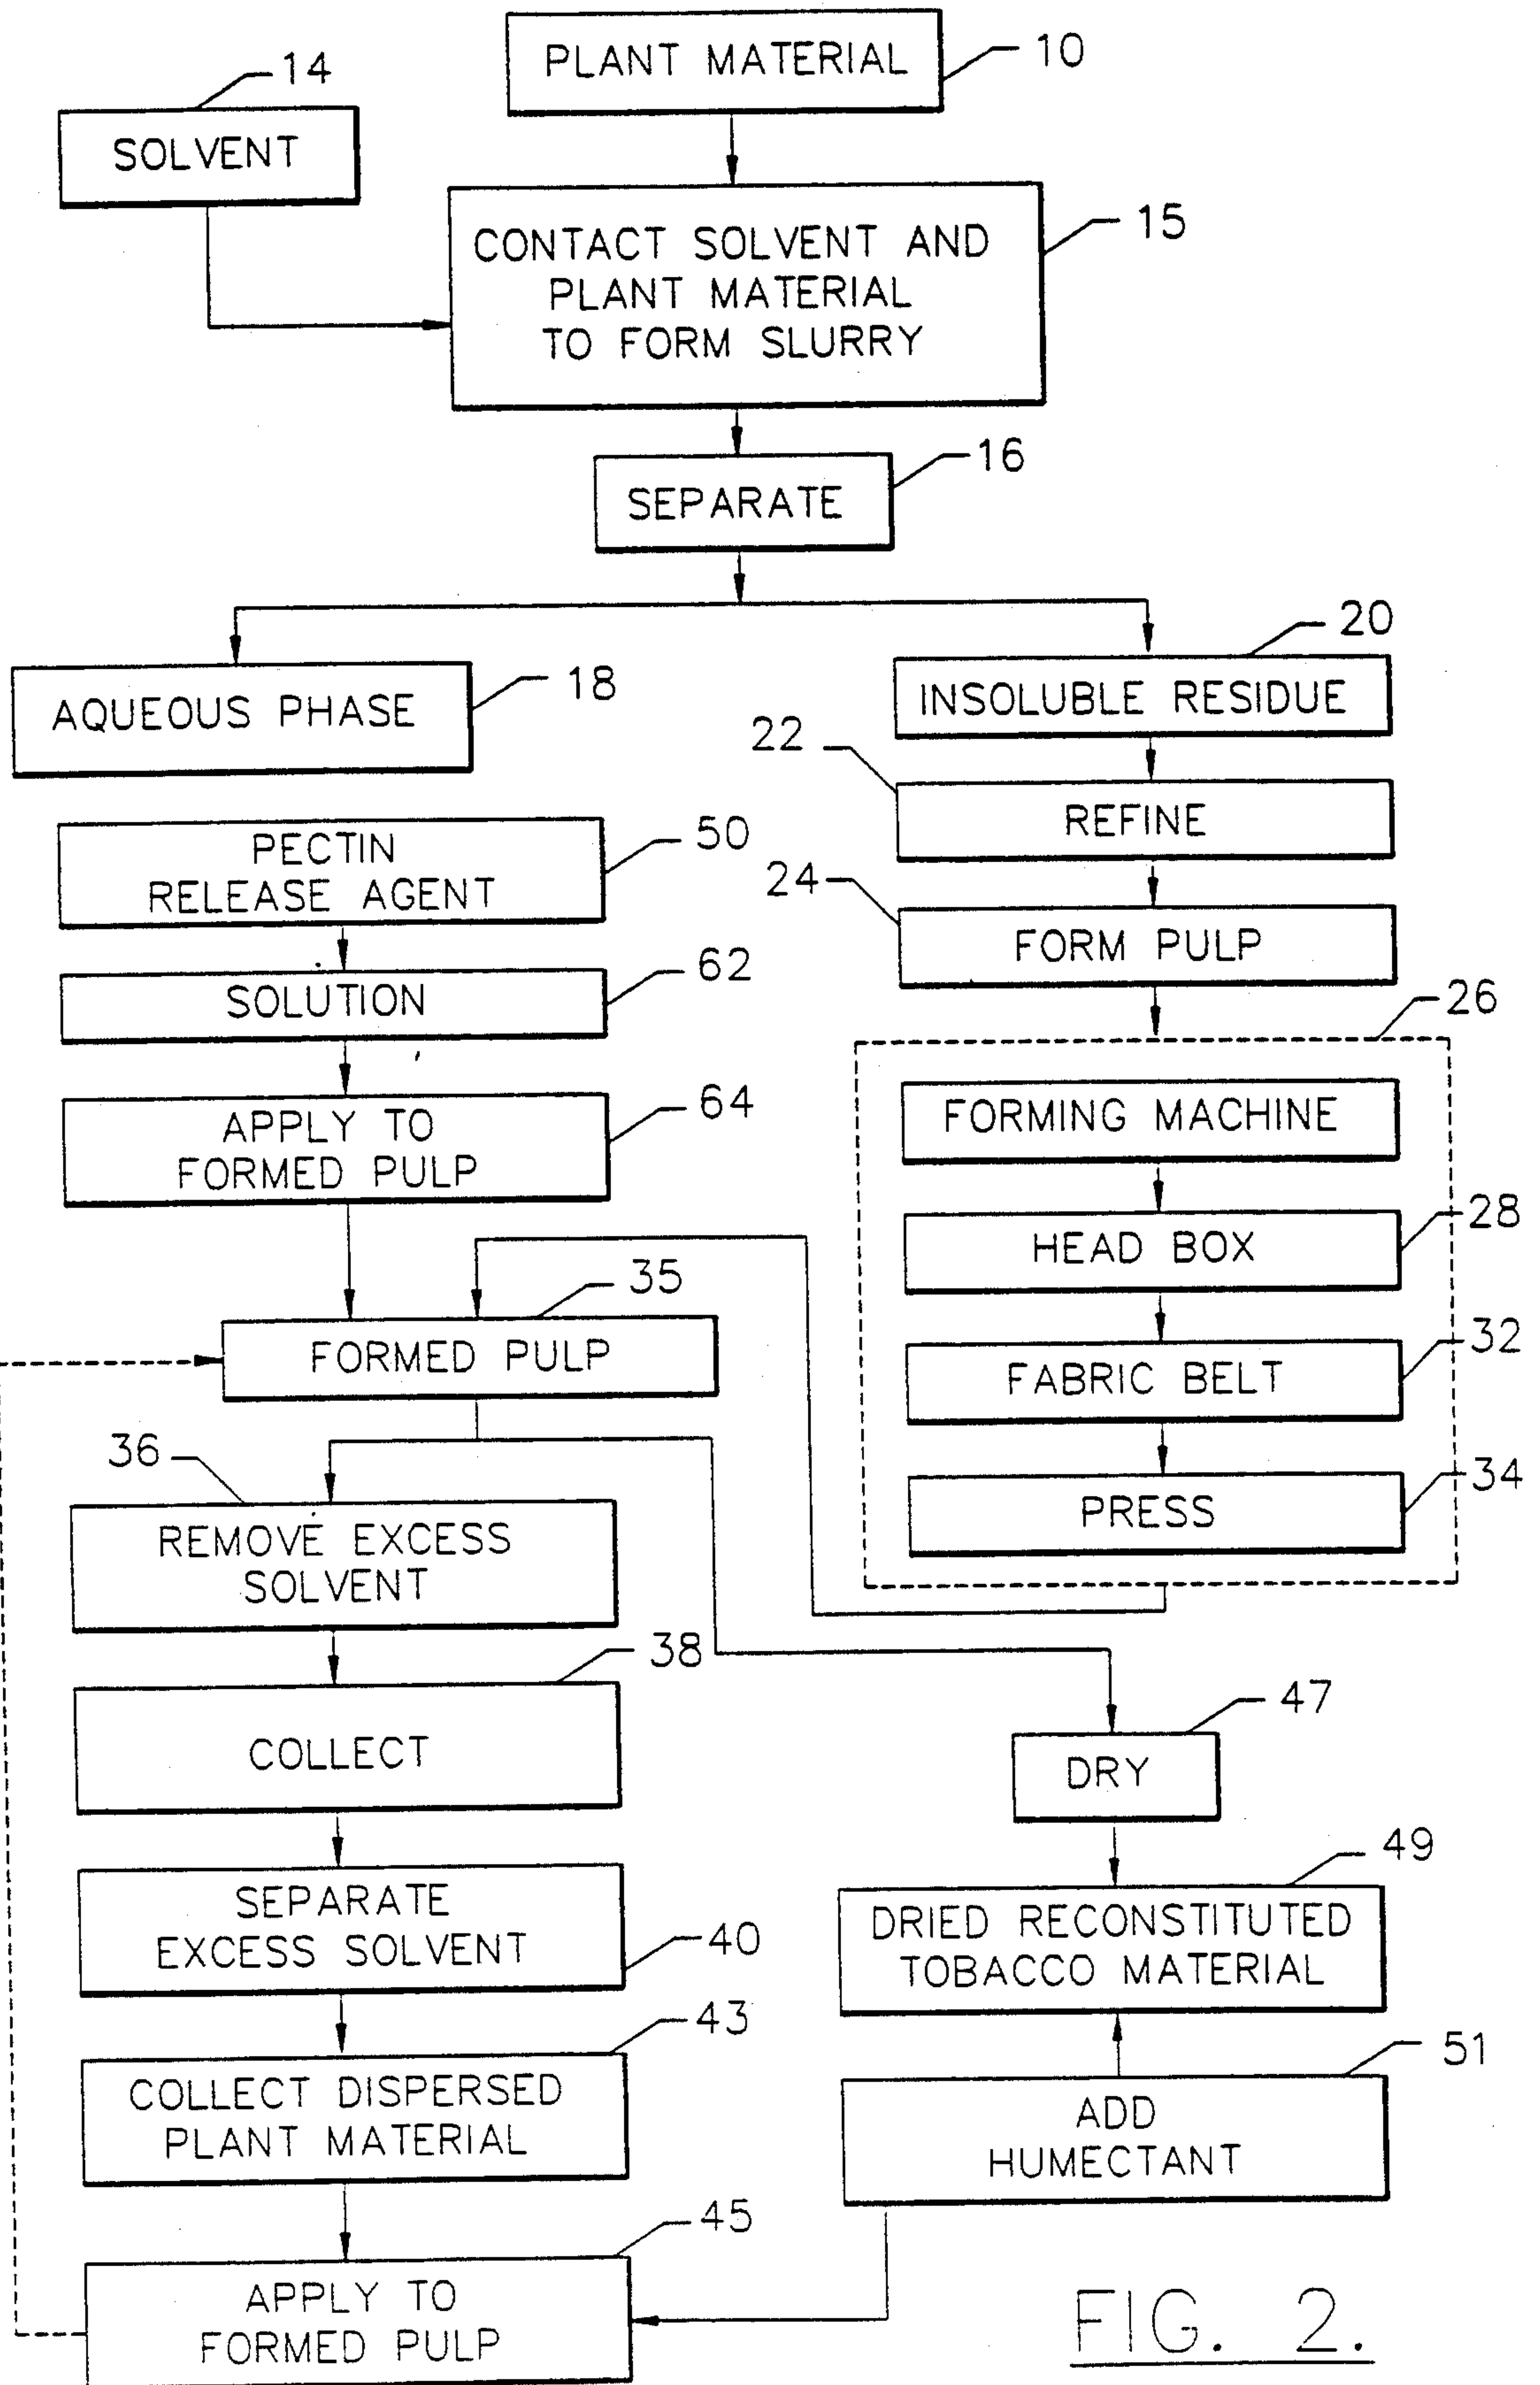 PLANT MATERIAL
10
14
SOLVENT
CONTACT SOLVENT AND
PLANT MATERIAL
TO FORM SLURRY
15
SEPARATE
16
AQUEOUS PHASE
18
INSOLUBLE RESIDUE
20
22
REFINE
24
FORM PULP
PECTIN
RELEASE AGENT
50
SOLUTION
62
APPLY TO
FORMED PULP
64
26
FORMING MACHINE
HEAD BOX
28
FABRIC BELT
32
PRESS
34
FORMED PULP
35
36
REMOVE EXCESS
SOLVENT
38
COLLECT
SEPARATE
EXCESS SOLVENT
40
43
COLLECT DISPERSED
PLANT MATERIAL
45
APPLY TO
FORMED PULP
47
DRY
49
DRIED RECONSTITUTED
TOBACCO MATERIAL
51
ADD
HUMECTANT
FIG. 2.